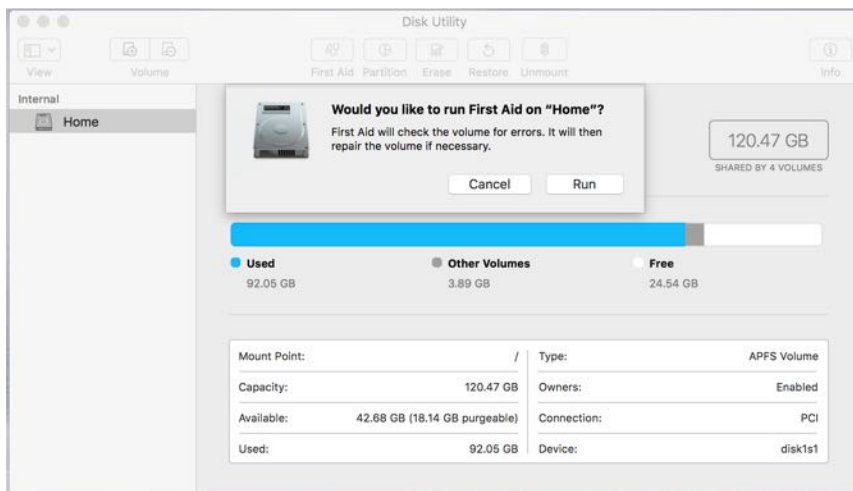 Disk Utility
View
Volume
First Aid
Partition
Erase
Restore
Unmount
Info
Internal
Home
Would you like to run First Aid on “Home”?
First Aid will check the volume for errors. It will then
repair the volume if necessary.
Cancel
Run
120.47 GB
SHARED BY 4 VOLUMES
Used
92.05 GB
Other Volumes
3.89 GB
Free
24.54 GB
Mount Point: /
Type: APFS Volume
Capacity: 120.47 GB
Owners: Enabled
Available: 42.68 GB (18.14 GB purgeable)
Connection: PCI
Used: 92.05 GB
Device: disk1s1